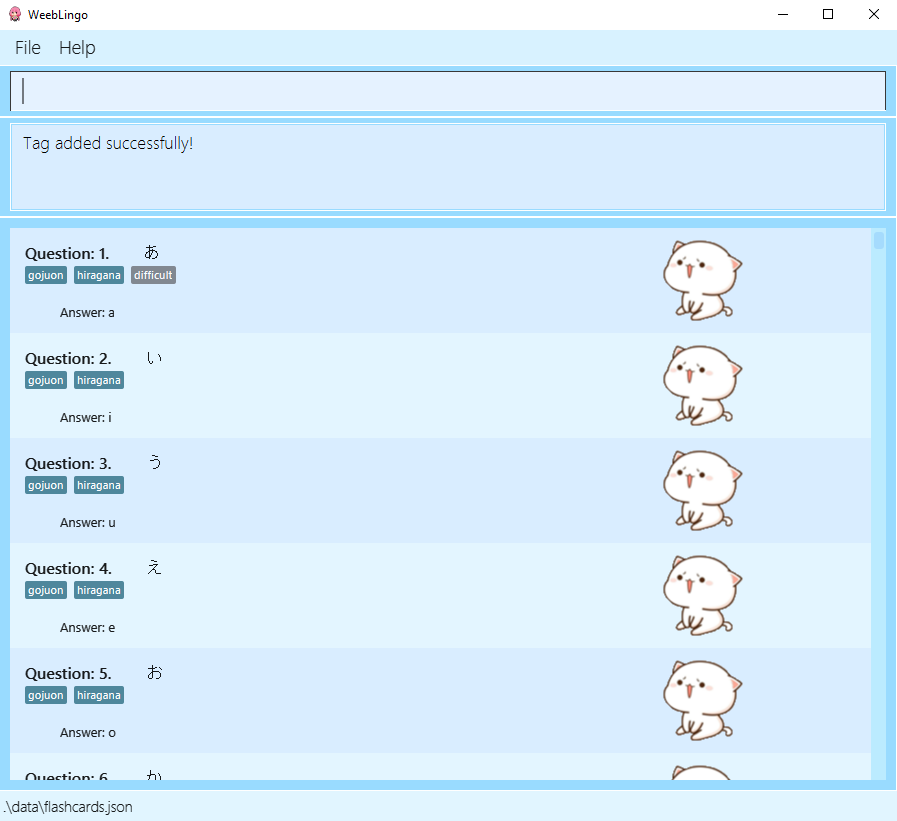 WeebLingo
File Help
Tag added successfully!
Question: 1. あ
gojuon hiragana difficult
Answer: a
Question: 2. い
gojuon hiragana
Answer: i
Question: 3. う
gojuon hiragana
Answer: u
Question: 4. え
gojuon hiragana
Answer: e
Question: 5. お
gojuon hiragana
Answer: o
Question: 6. か
.\data\flashcards.json